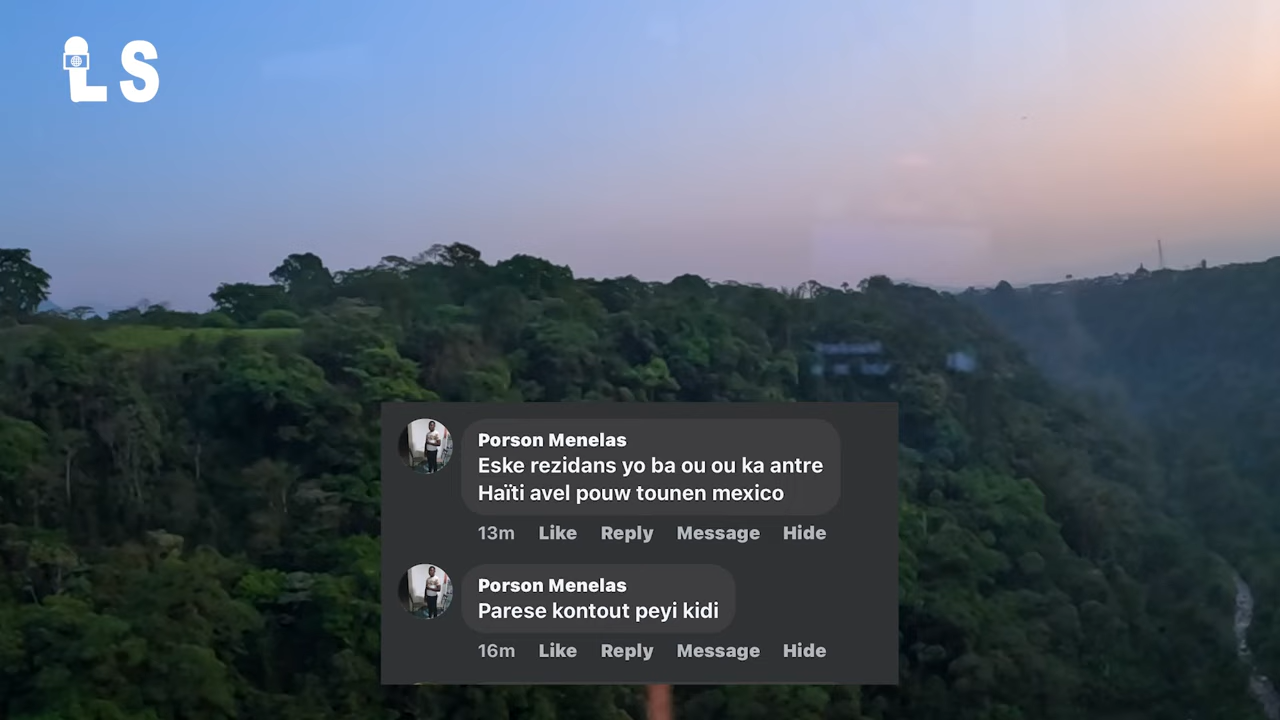 LS
Porson Menelas
Eske rezidans yo ba ou ou ka antre
Haïti avel pouw tounen mexico
13m Like Reply Message Hide
Porson Menelas
Parese kontout peyi kidi
16m Like Reply Message Hide